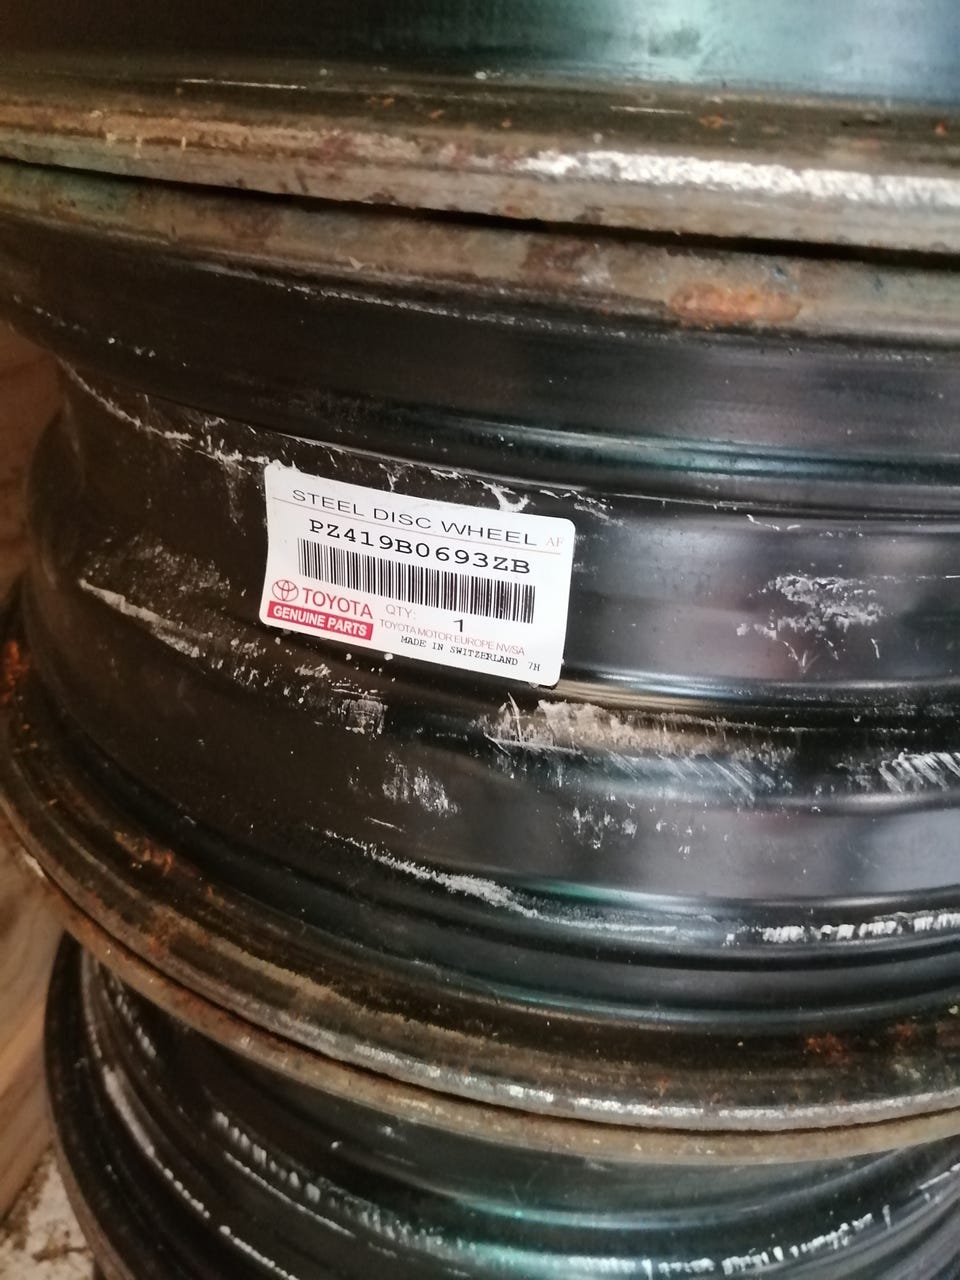 STEEL DISC WHEEL AF
PZ419B0693ZB
TOYOTA
GENUINE PARTS
QTY: 1
TOYOTA MOTOR EUROPE NV/SA
MADE IN SWITZERLAND 7H